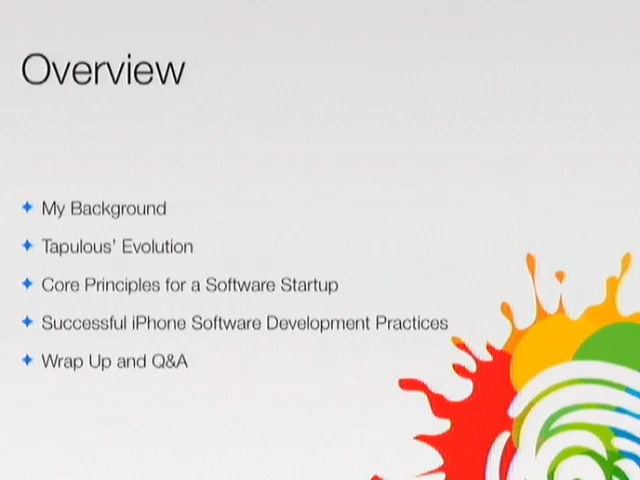 Overview
My Background
Tapulous' Evolution
Core Principles for a Software Startup
Successful iPhone Software Development Practices
Wrap Up and Q&A